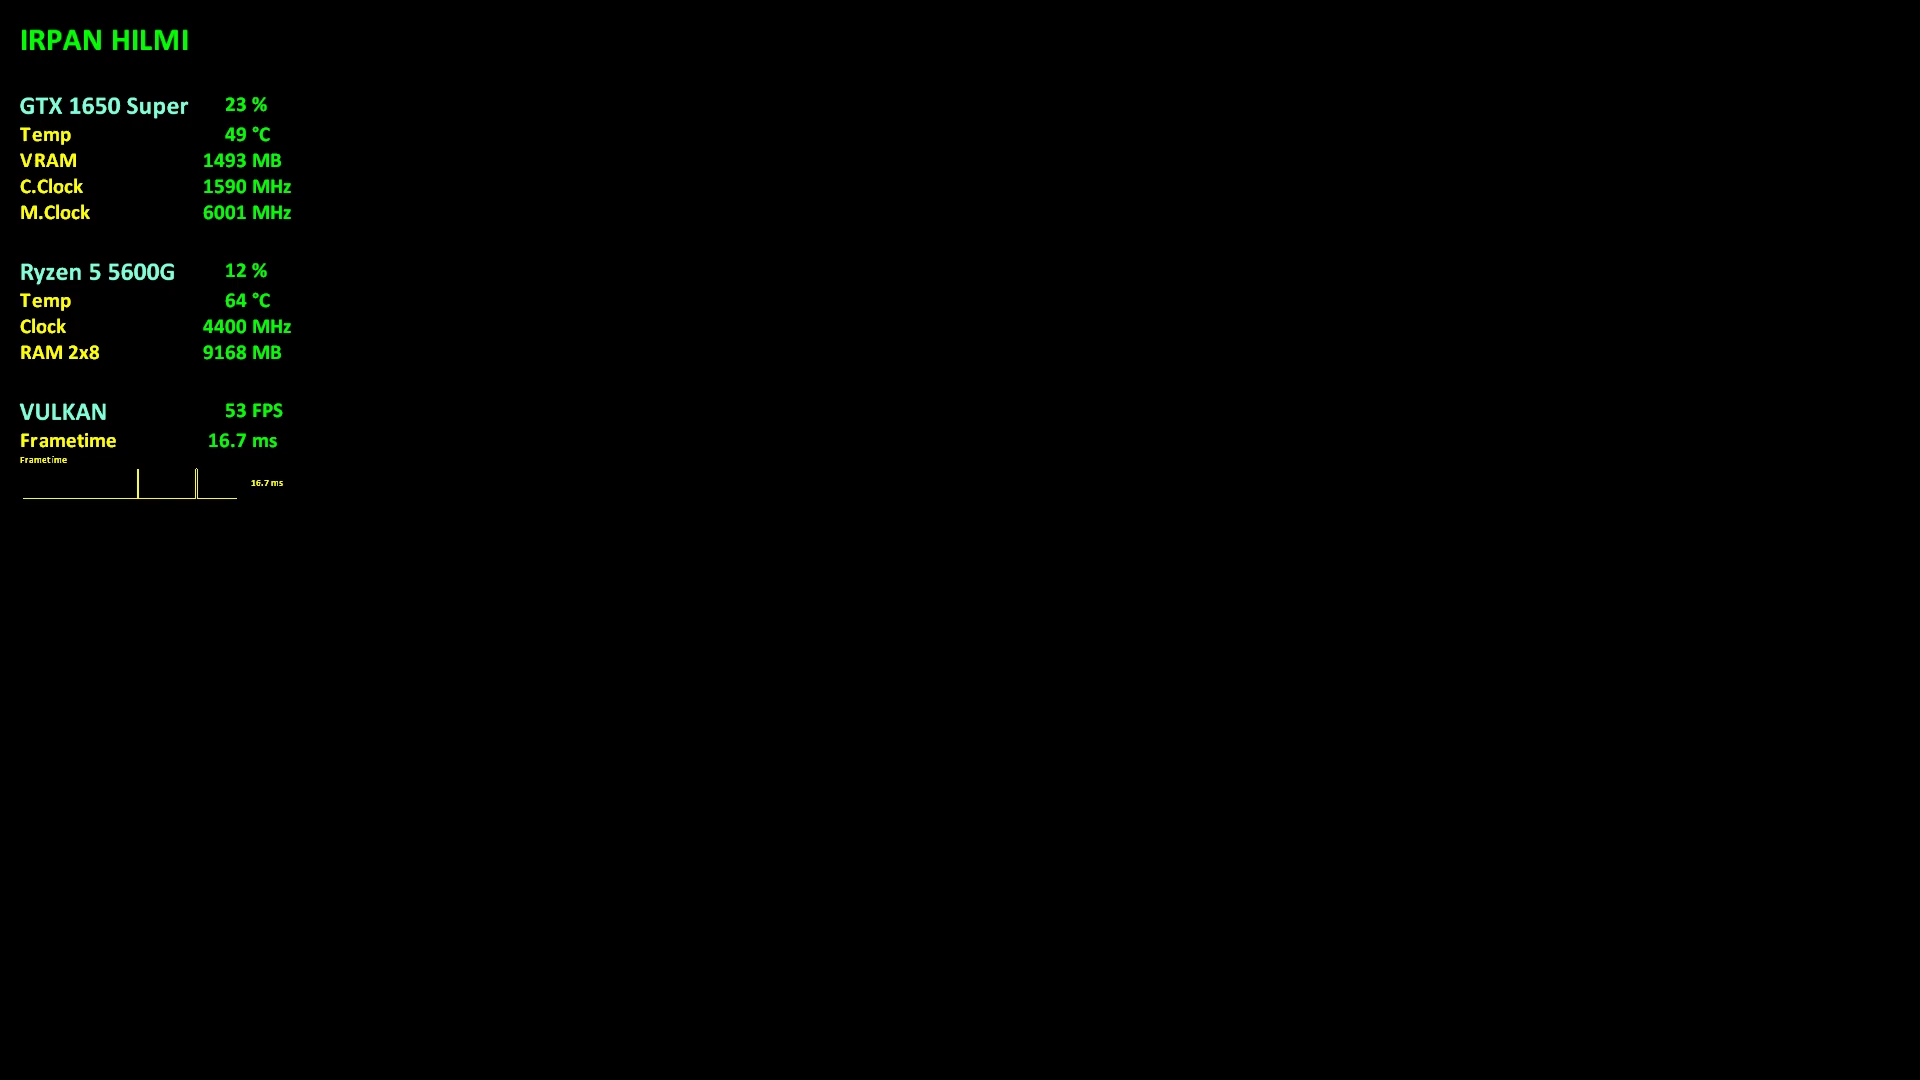 IRPAN HILMI
GTX 1650 Super 23 %
Temp 49 °C
VRAM 1493 MB
C.Clock 1590 MHz
M.Clock 6001 MHz
Ryzen 5 5600G 12 %
Temp 64 °C
Clock 4400 MHz
RAM 2x8 9168 MB
VULKAN 53 FPS
Frametime 16.7 ms
Frametime
16.7 ms